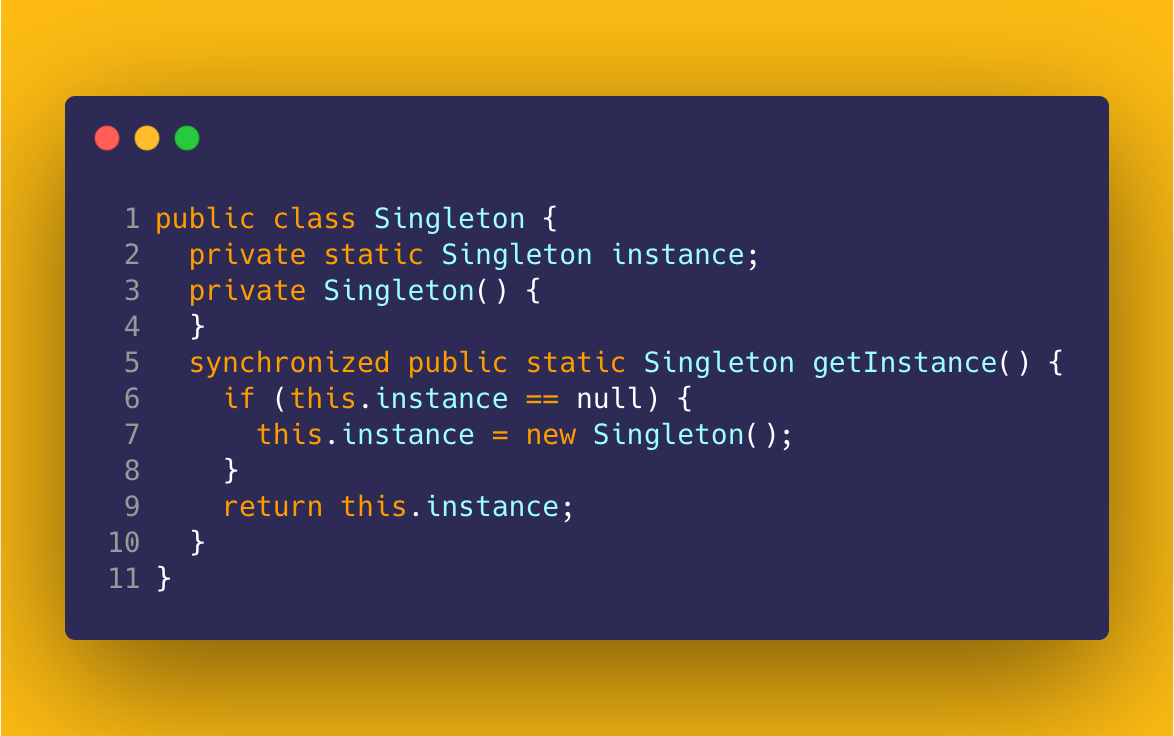 1 public class Singleton {
2   private static Singleton instance;
3   private Singleton() {
4   }
5   synchronized public static Singleton getInstance() {
6     if (this.instance == null) {
7       this.instance = new Singleton();
8     }
9     return this.instance;
10   }
11 }